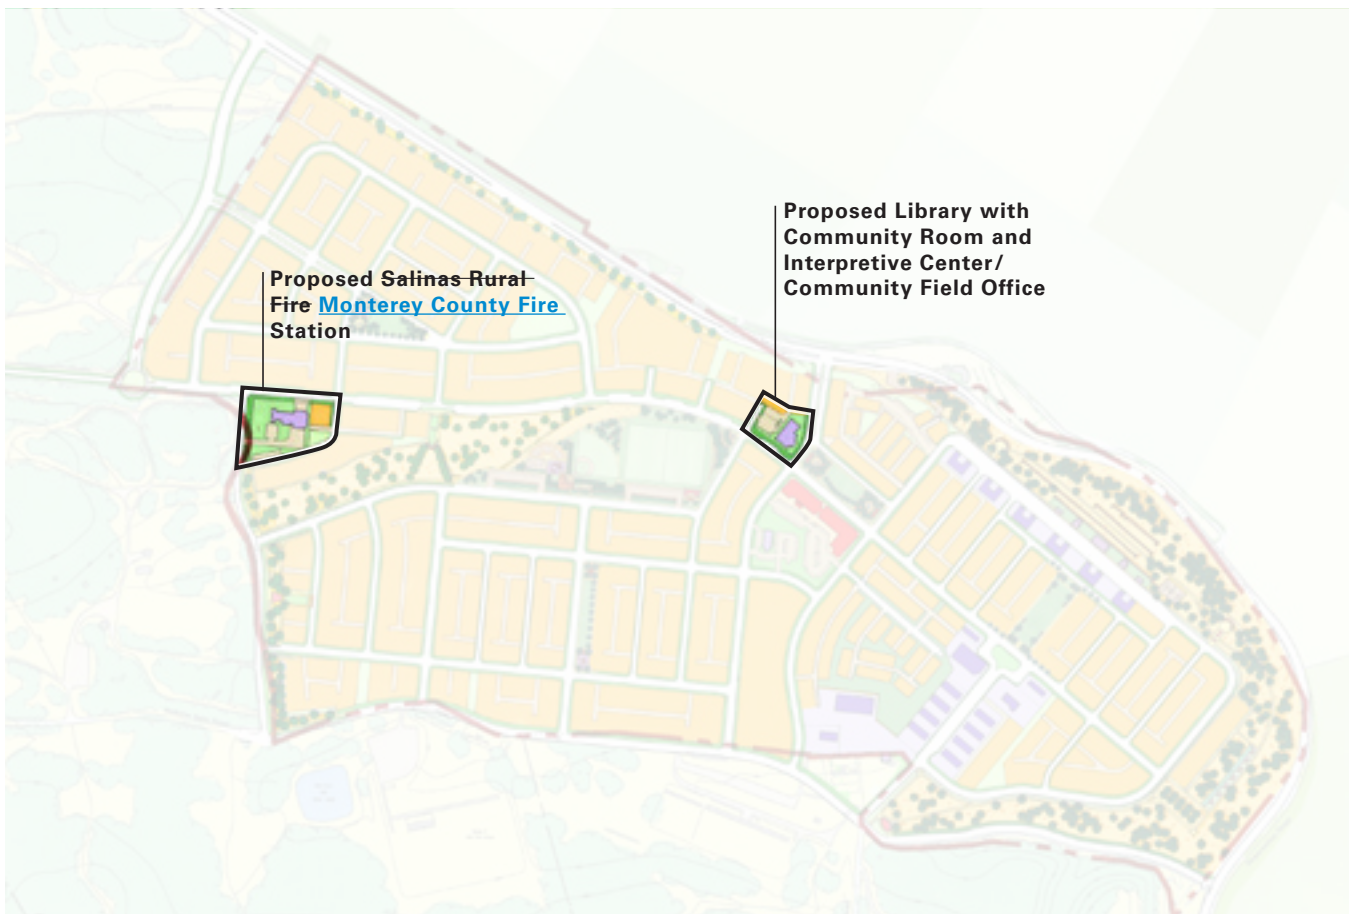 Proposed Library with
Community Room and
Interpretive Center/
Community Field Office
Proposed Salinas Rural
Fire Monterey County Fire
Station